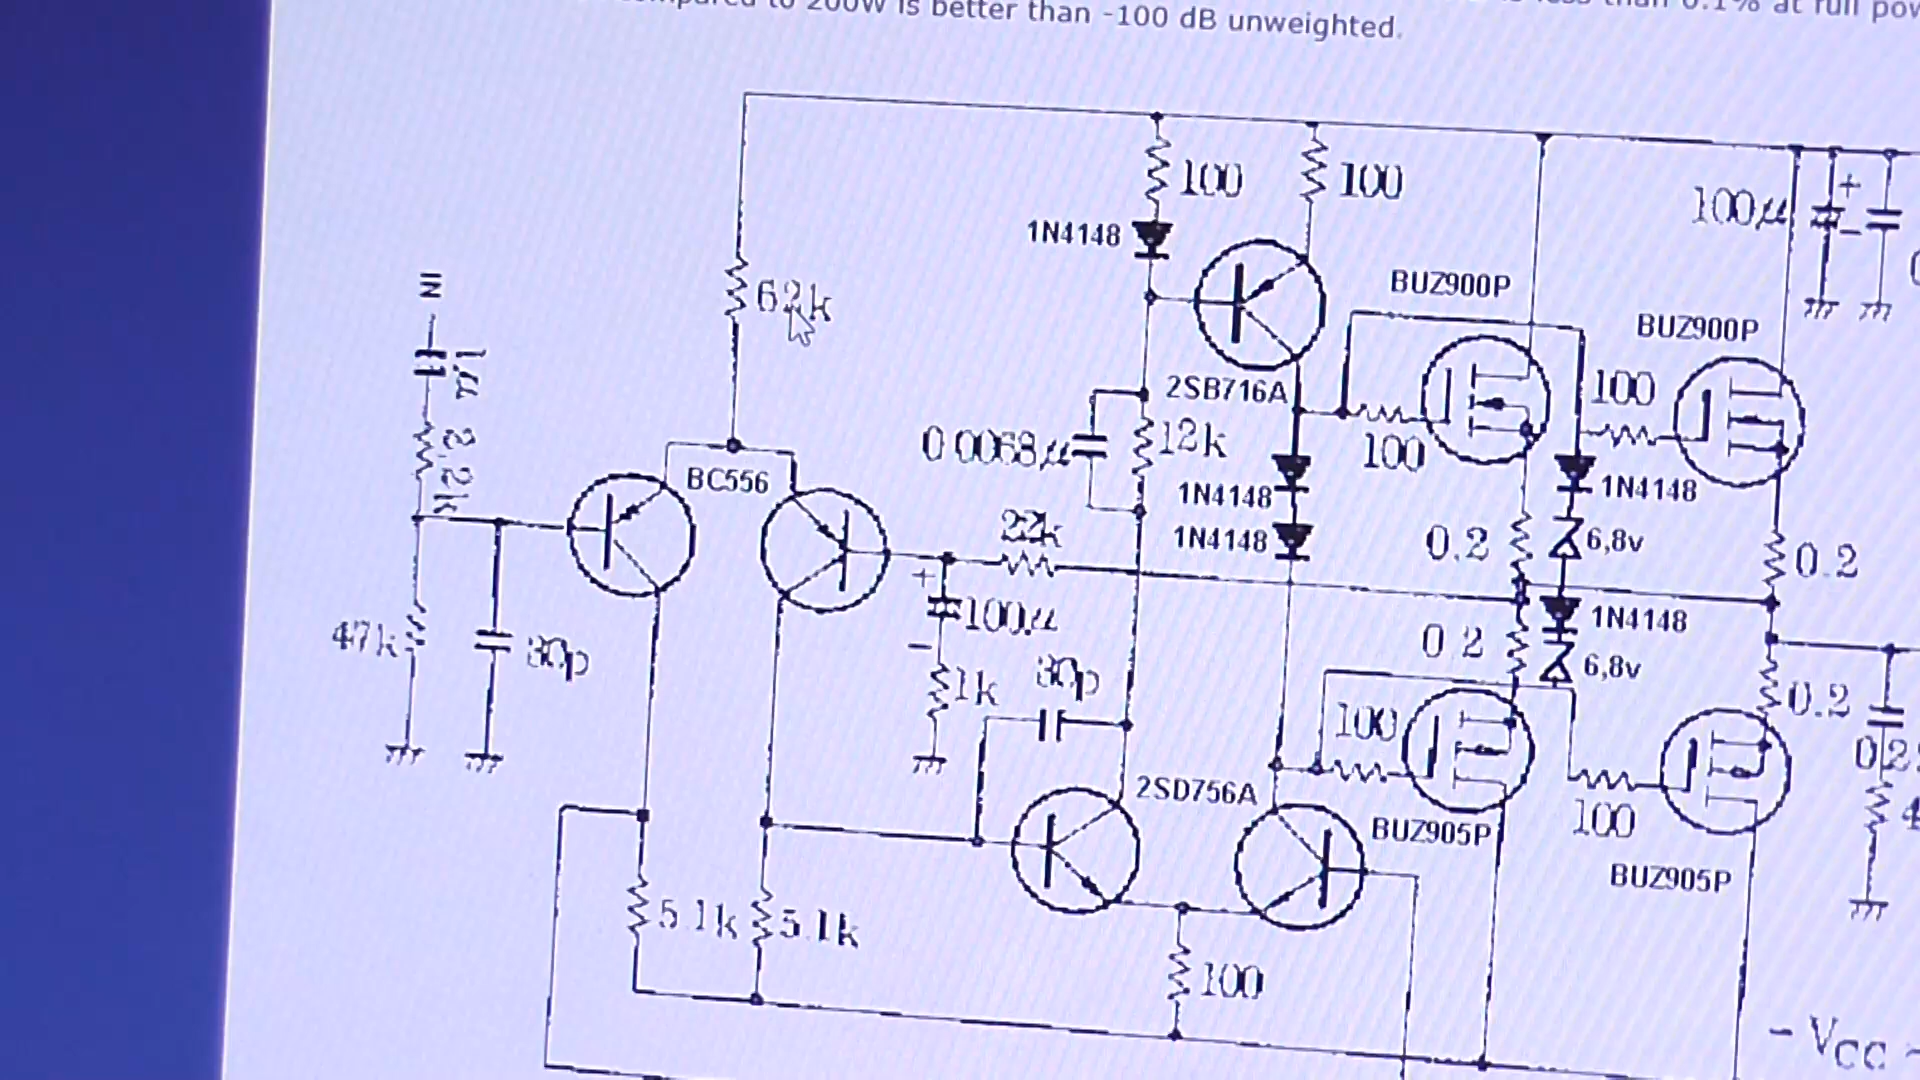 200W is better than -100 dB unweighted.
100
100
100µ
+
−
1N4148
BUZ900P
BUZ900P
IN
62k
1µ
2.2k
2SB716A
100
100
0.0068µ
12k
BC556
1N4148
1N4148
22k
1N4148
0.2
6,8v
0.2
+
100µ
−
1N4148
47k
30p
30p
1k
0.2
6,8v
0.2
100
2SD756A
BUZ905P
100
BUZ905P
5.1k
5.1k
100
-VCC